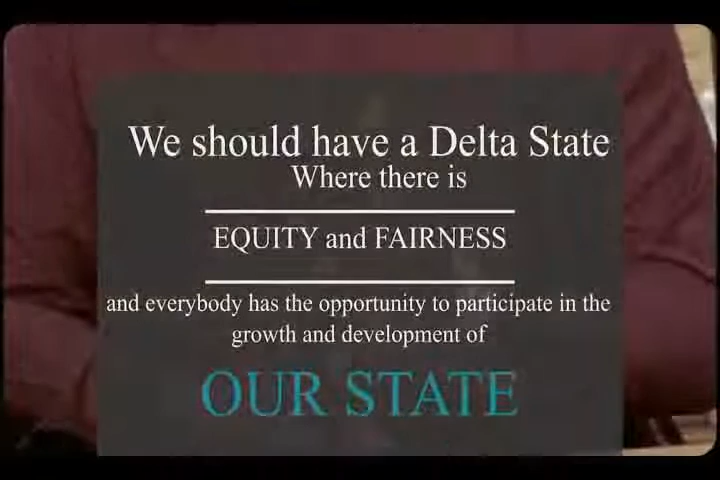 We should have a Delta State
Where there is
EQUITY and FAIRNESS
and everybody has the opportunity to participate in the
growth and development of
OUR STATE